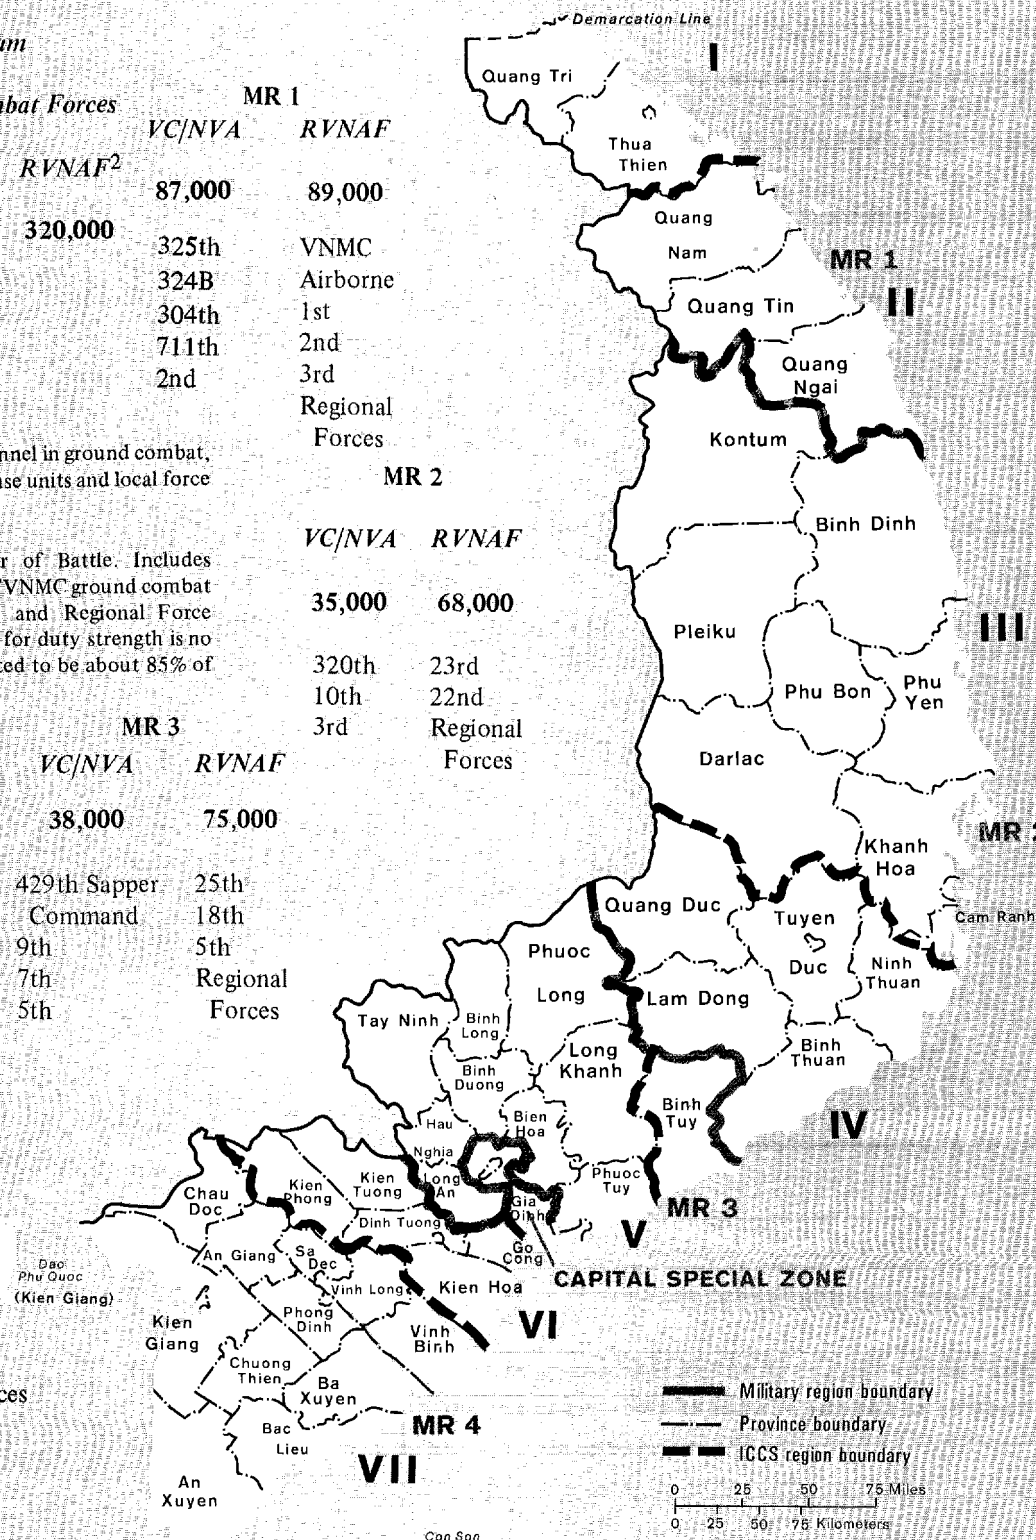 Demarcation Line
um
I
Quang Tri
mbat Forces
MR 1
VC/NVA RVNAF
RVNAF2
87,000 89,000
320,000
325th VNMC
324B Airborne
304th 1st
711th 2nd
2nd 3rd
Regional
Forces
Thua
Thien
Quang
Nam
MR 1
Quang Tin
II
Quang
Ngai
Kontum
nnel in ground combat,
nse units and local force
MR 2
VC/NVA RVNAF
35,000 68,000
320th 23rd
10th 22nd
3rd Regional
Forces
Binh Dinh
r of Battle. Includes
/VNMC ground combat
and Regional Force
for duty strength is no
ted to be about 85% of
Pleiku
III
Phu Bon
Phu
Yen
Darlac
MR 3
VC/NVA RVNAF
38,000 75,000
429th Sapper 25th
Command 18th
9th 5th
7th Regional
5th Forces
MR 2
Khanh
Hoa
Quang Duc
Tuyen
Duc
Cam Ranh
Phuoc
Long
Ninh
Thuan
Lam Dong
Tay Ninh
Binh
Long
Long
Khanh
Binh
Thuan
Binh
Duong
Binh
Tuy
IV
Hau
Nghia
Bien
Hoa
Long
An
Phuoc
Tuy
Gia
Dinh
MR 3
V
Chau
Doc
Kien
Phong
Kien
Tuong
Dinh Tuong
Go
Cong
CAPITAL SPECIAL ZONE
An Giang
Sa
Dec
Dao
Phu Quoc
(Kien Giang)
Vinh Long
Kien Hoa
VI
Kien
Giang
Phong
Dinh
Vinh
Binh
Chuong
Thien
Ba
Xuyen
ces
Bac
Lieu
MR 4
VII
An
Xuyen
Con Son
Military region boundary
Province boundary
ICCS region boundary
0 25 50 75 Miles
0 25 50 75 Kilometers